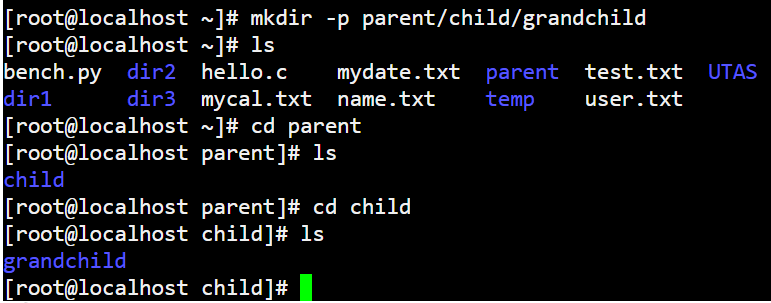 [root@localhost ~]# mkdir -p parent/child/grandchild
[root@localhost ~]# ls
bench.py  dir2  hello.c    mydate.txt  parent  test.txt  UTAS
dir1      dir3  mycal.txt  name.txt    temp    user.txt
[root@localhost ~]# cd parent
[root@localhost parent]# ls
child
[root@localhost parent]# cd child
[root@localhost child]# ls
grandchild
[root@localhost child]#